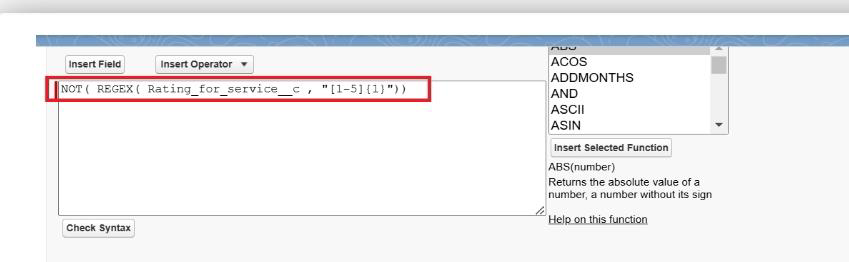 Insert Field
Insert Operator
NOT( REGEX( Rating_for_service__c , "[1-5]{1}"))
Check Syntax
ABS
ACOS
ADDMONTHS
AND
ASCII
ASIN
Insert Selected Function
ABS(number)
Returns the absolute value of a
number, a number without its sign
Help on this function